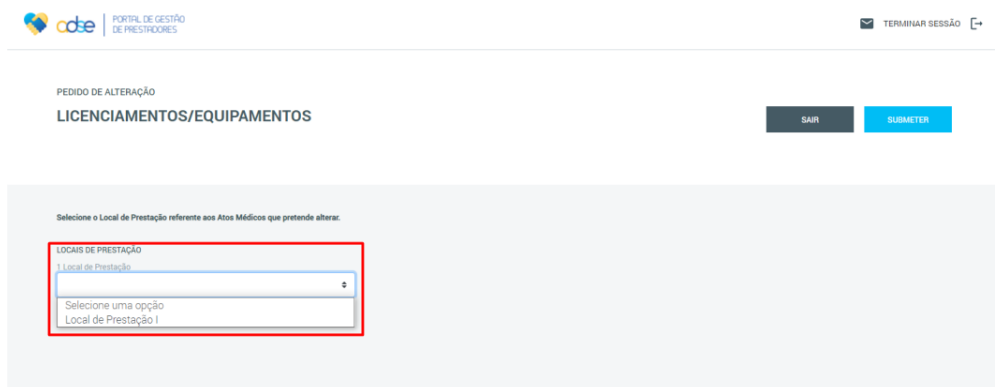 adse
PORTAL DE GESTÃO
DE PRESTADORES
TERMINAR SESSÃO
PEDIDO DE ALTERAÇÃO
LICENCIAMENTOS/EQUIPAMENTOS
SAIR
SUBMETER
Selecione o Local de Prestação referente aos Atos Médicos que pretende alterar.
LOCAIS DE PRESTAÇÃO
1 Local de Prestação
Selecione uma opção
Local de Prestação I